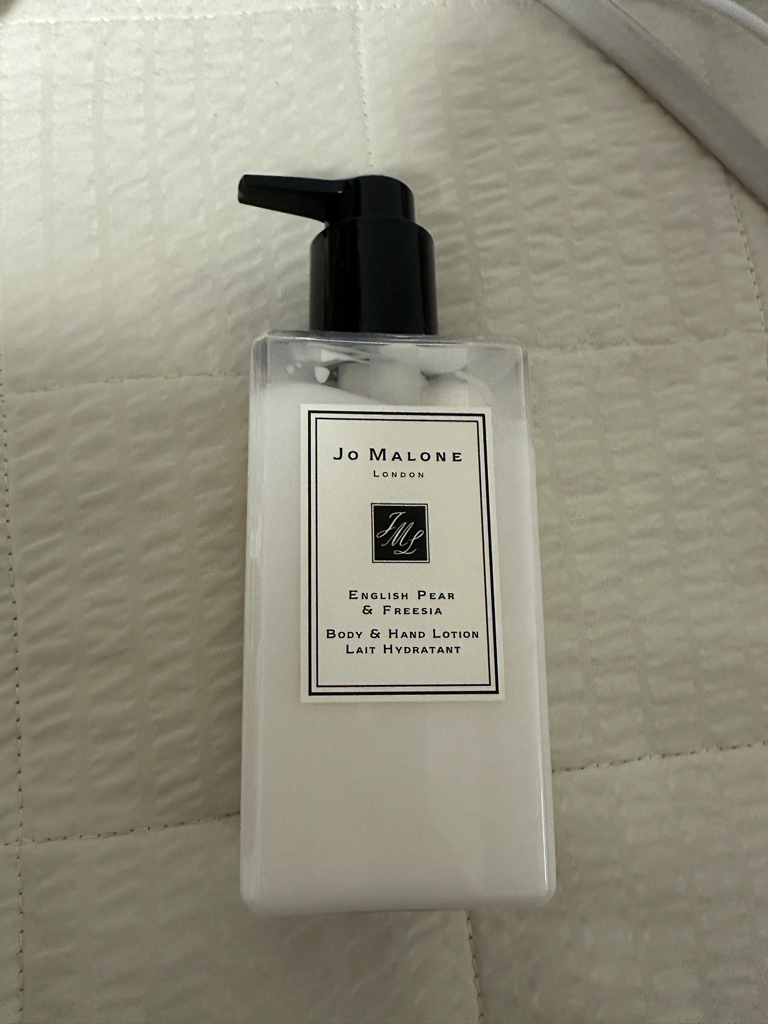 Jo Malone
London
JML
English Pear
& Freesia
Body & Hand Lotion
Lait Hydratant